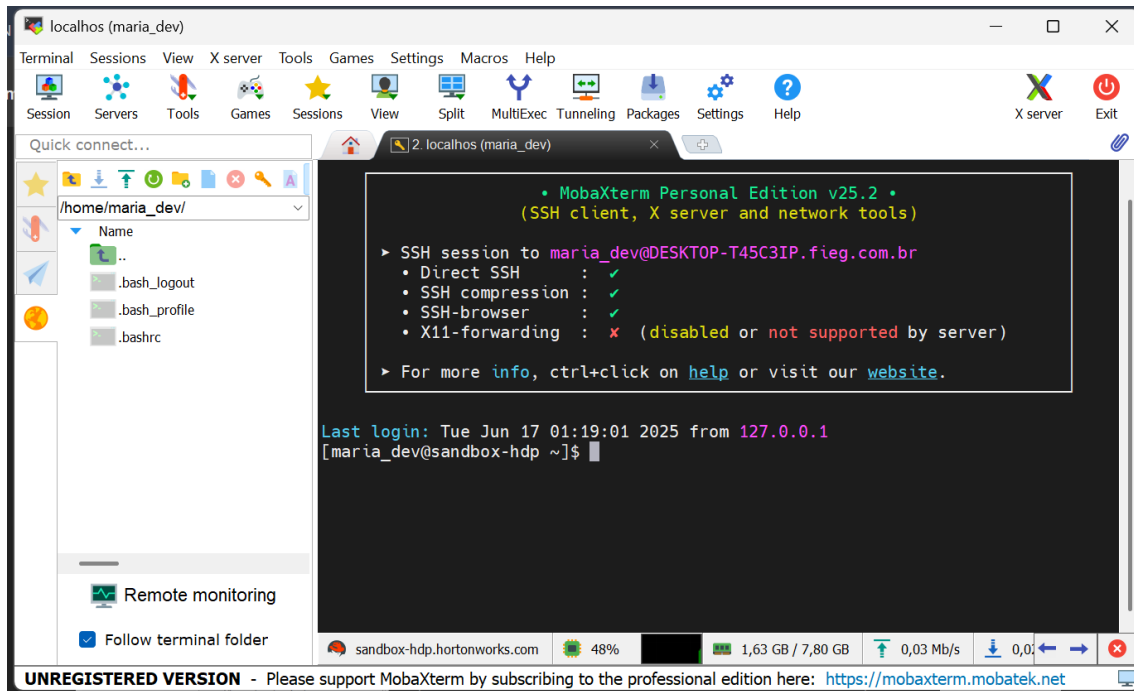 localhos (maria_dev)
Terminal Sessions View X server Tools Games Settings Macros Help
Session Servers Tools Games Sessions View Split MultiExec Tunneling Packages Settings Help X server Exit
Quick connect...
2. localhos (maria_dev)
/home/maria_dev/
Name
..
.bash_logout
.bash_profile
.bashrc
Remote monitoring
Follow terminal folder
• MobaXterm Personal Edition v25.2 •
(SSH client, X server and network tools)
➤ SSH session to maria_dev@DESKTOP-T45C3IP.fieg.com.br
• Direct SSH : ✔
• SSH compression : ✔
• SSH-browser : ✔
• X11-forwarding : ✘ (disabled or not supported by server)
➤ For more info, ctrl+click on help or visit our website.
Last login: Tue Jun 17 01:19:01 2025 from 127.0.0.1
[maria_dev@sandbox-hdp ~]$
sandbox-hdp.hortonworks.com 48% 1,63 GB / 7,80 GB 0,03 Mb/s
UNREGISTERED VERSION - Please support MobaXterm by subscribing to the professional edition here: https://mobaxterm.mobatek.net